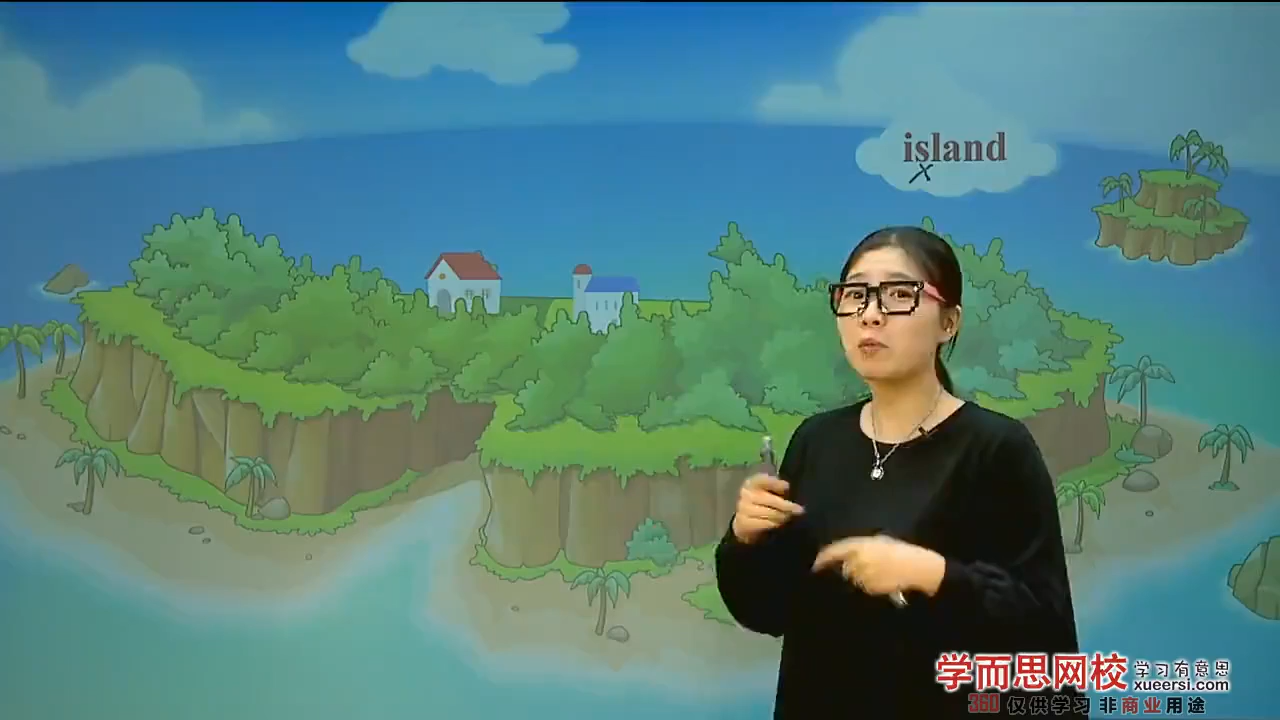 island
x
学而思网校 学习有意思
xueersi.com
360 仅供学习 非商业用途